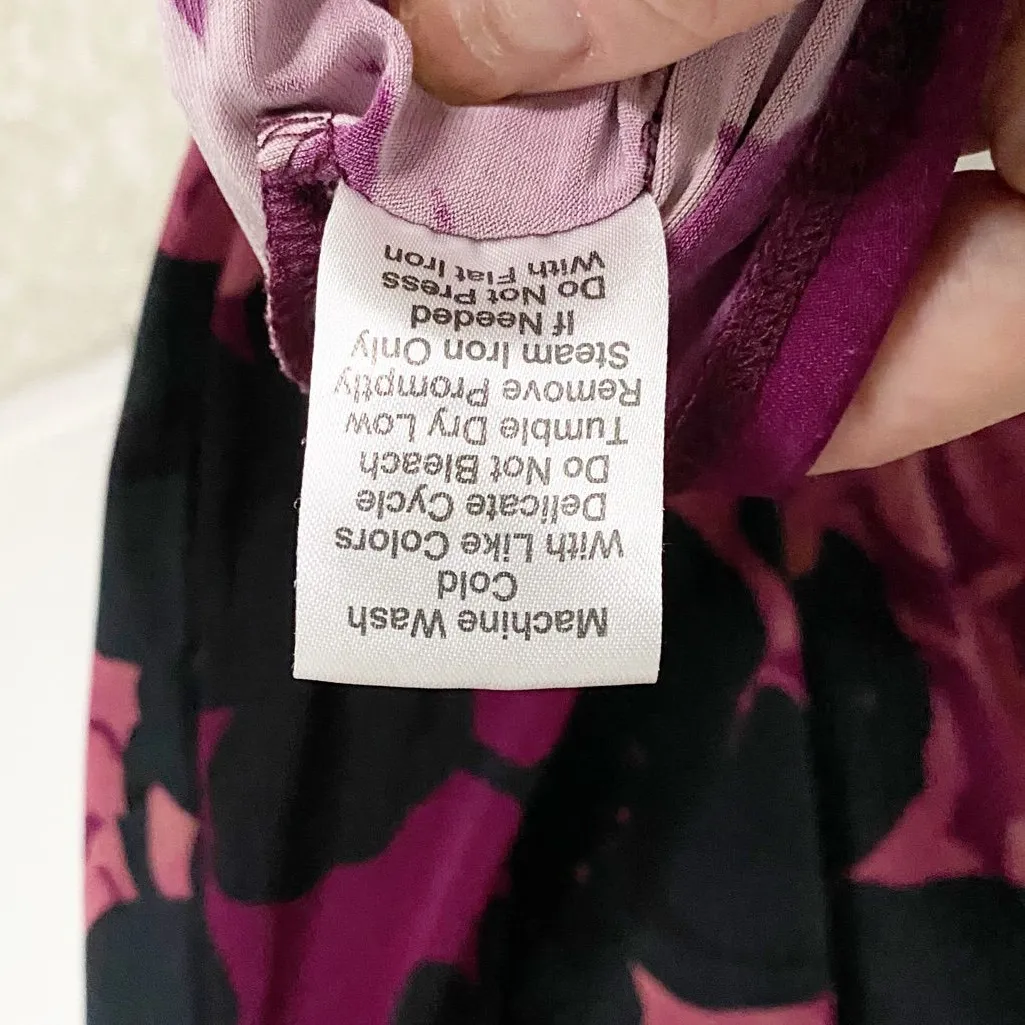 Machine Wash
Cold
With Like Colors
Delicate Cycle
Do Not Bleach
Tumble Dry Low
Remove Promptly
Steam Iron Only
If Needed
Do Not Press
With Flat Iron